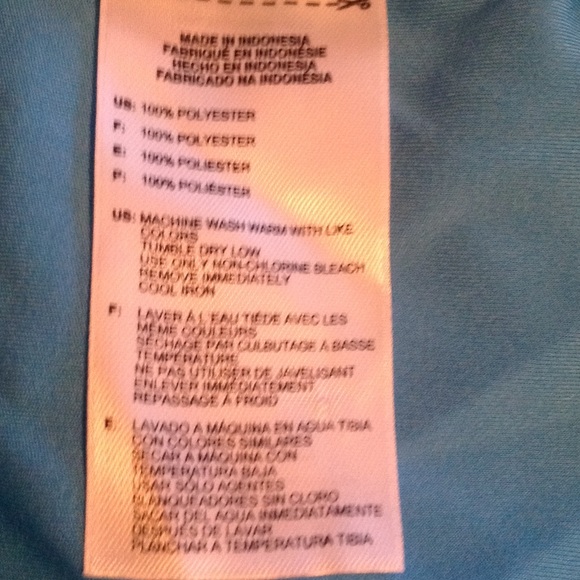 MADE IN INDONESIA
FABRIQUÉ EN INDONÉSIE
HECHO EN INDONESIA
FABRICADO NA INDONÉSIA
US: 100% POLYESTER
F: 100% POLYESTER
E: 100% POLIESTER
P: 100% POLIÉSTER
US: MACHINE WASH WARM WITH LIKE
COLORS
TUMBLE DRY LOW
USE ONLY NON-CHLORINE BLEACH
REMOVE IMMEDIATELY
COOL IRON
F: LAVER À L'EAU TIÈDE AVEC LES
MÊME COULEURS
SÉCHAGE PAR CULBUTAGE À BASSE
TEMPÉRATURE
NE PAS UTILISER DE JAVELISANT
ENLEVER IMMÉDIATEMENT
REPASSAGE À FROID
E: LAVADO A MÁQUINA EN AGUA TIBIA
CON COLORES SIMILARES
SECAR A MÁQUINA CON
TEMPERATURA BAJA
USAR SÓLO AGENTES
BLANQUEADORES SIN CLORO
SACAR DEL AGUA INMEDIATAMENTE
DESPUÉS DE LAVAR
PLANCHAR A TEMPERATURA TIBIA